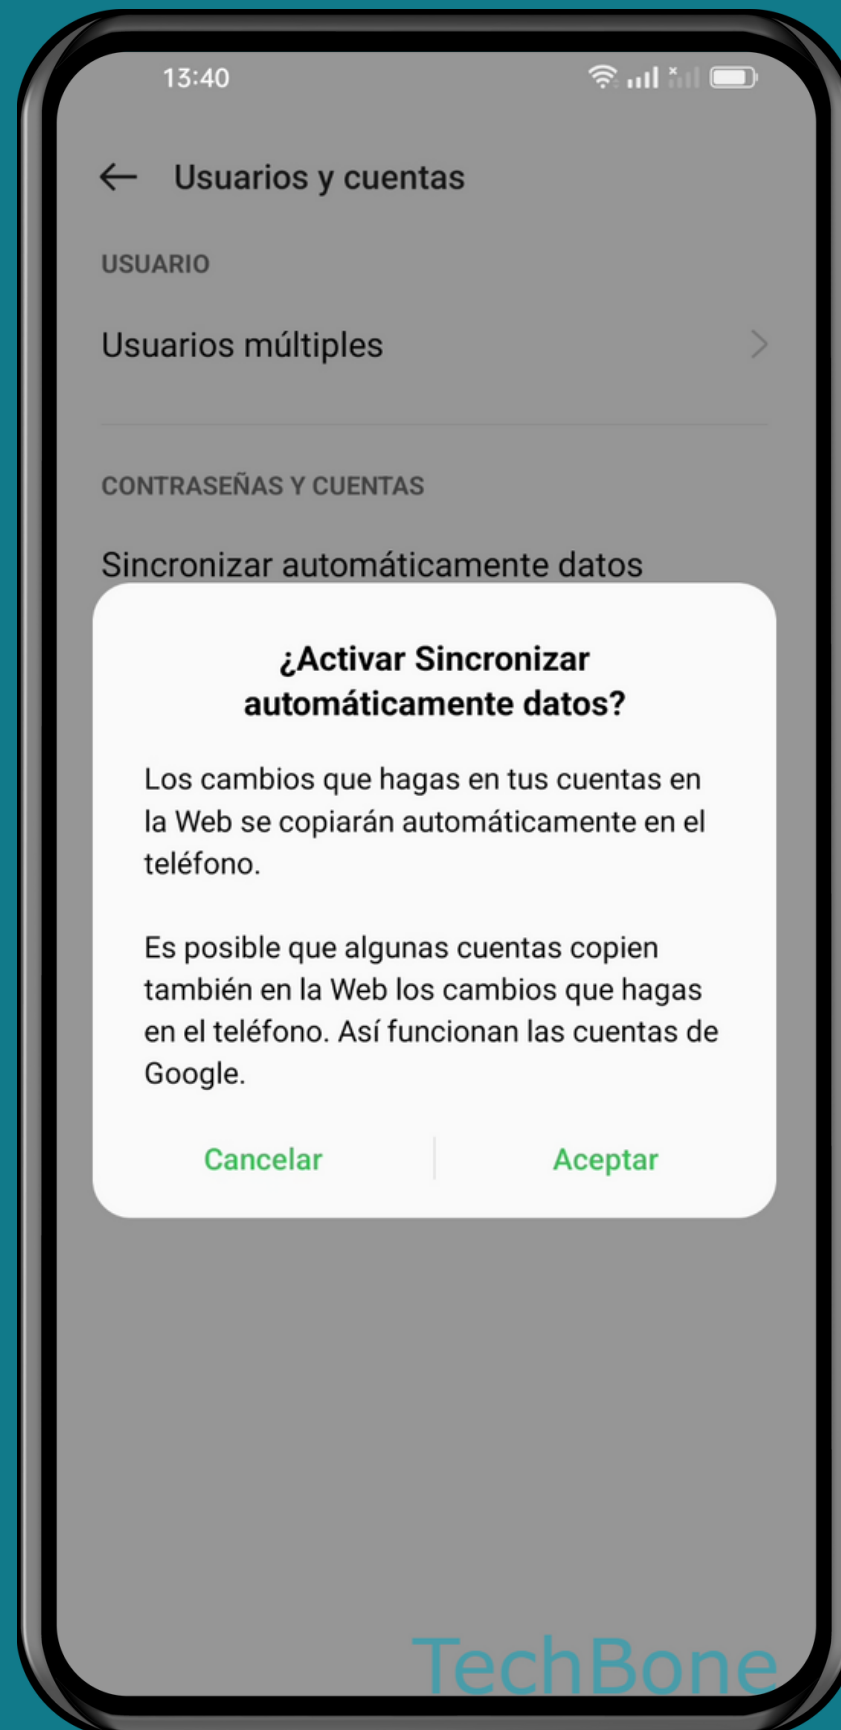 13:40
Usuarios y cuentas
USUARIO
Usuarios múltiples
CONTRASEÑAS Y CUENTAS
Sincronizar automáticamente datos
¿Activar Sincronizar
automáticamente datos?
Los cambios que hagas en tus cuentas en
la Web se copiarán automáticamente en el
teléfono.
Es posible que algunas cuentas copien
también en la Web los cambios que hagas
en el teléfono. Así funcionan las cuentas de
Google.
Cancelar
Aceptar
TechBone